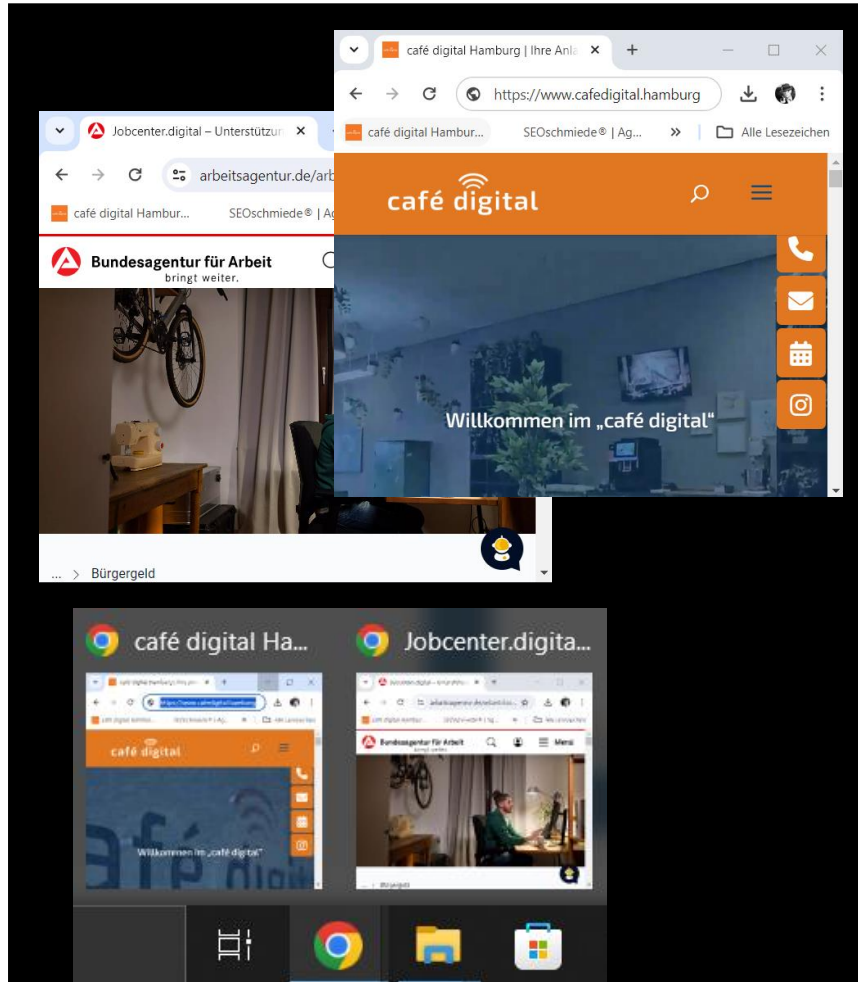 café digital Hamburg | Ihre Anla
https://www.cafedigital.hamburg
café digital Hambur... SEOschmiede® | Ag... » Alle Lesezeichen
café digital
Willkommen im „café digital“
Jobcenter.digital – Unterstützun
arbeitsagentur.de/arb
café digital Hambur... SEOschmiede® | Ag
Bundesagentur für Arbeit
bringt weiter.
... > Bürgergeld
café digital Ha...
Jobcenter.digita...
café digital
Willkommen im „café digital“
Bundesagentur für Arbeit
Menü
... > Bürgergeld